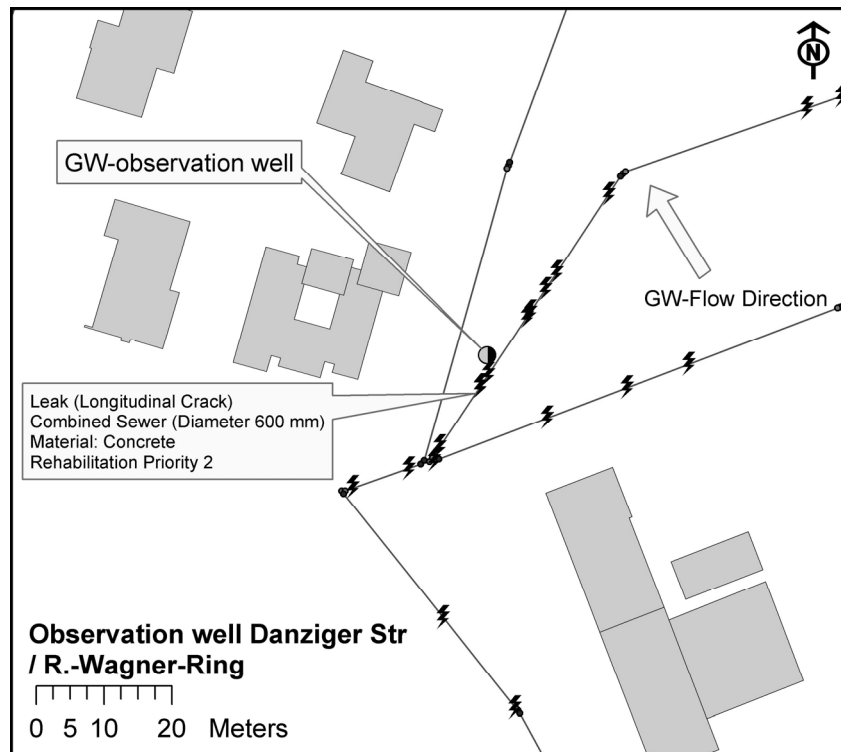 N
GW-observation well
GW-Flow Direction
Leak (Longitudinal Crack)
Combined Sewer (Diameter 600 mm)
Material: Concrete
Rehabilitation Priority 2
Observation well Danziger Str
/ R.-Wagner-Ring
0 5 10 20 Meters